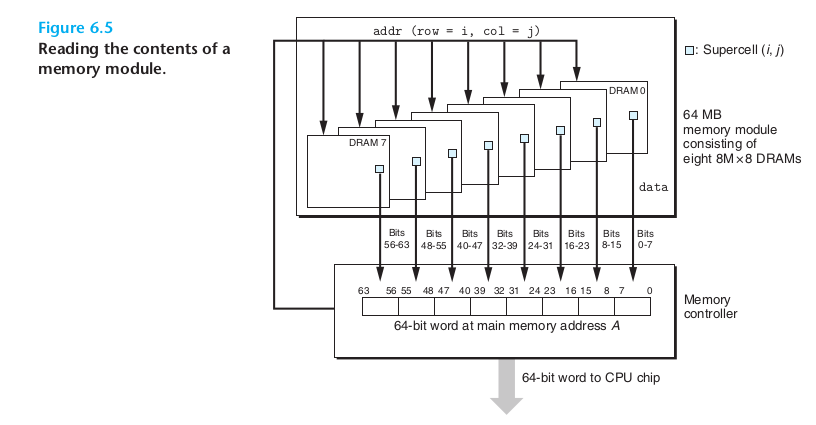 Figure 6.5
Reading the contents of a
memory module.
addr (row = i, col = j)
: Supercell (i, j)
DRAM 0
DRAM 7
64 MB
memory module
consisting of
eight 8M×8 DRAMs
data
Bits
56-63
Bits
48-55
Bits
40-47
Bits
32-39
Bits
24-31
Bits
16-23
Bits
8-15
Bits
0-7
63 56 55 48 47 40 39 32 31 24 23 16 15 8 7 0
64-bit word at main memory address A
Memory
controller
64-bit word to CPU chip